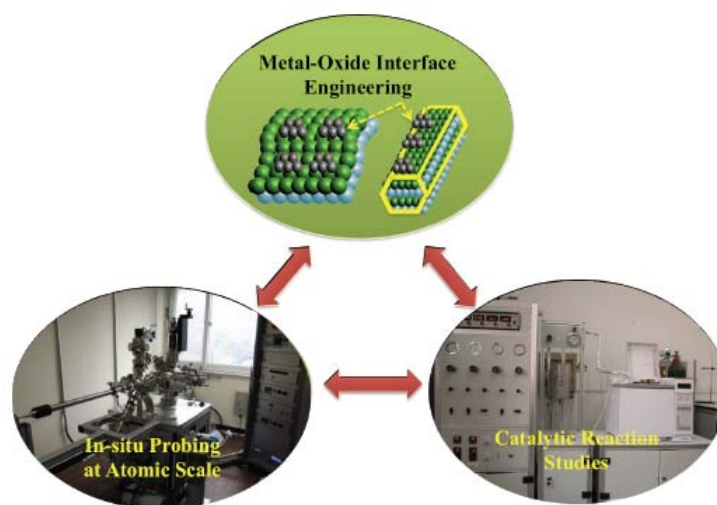 Metal-Oxide Interface
Engineering
In-situ Probing
at Atomic Scale
Catalytic Reaction
Studies